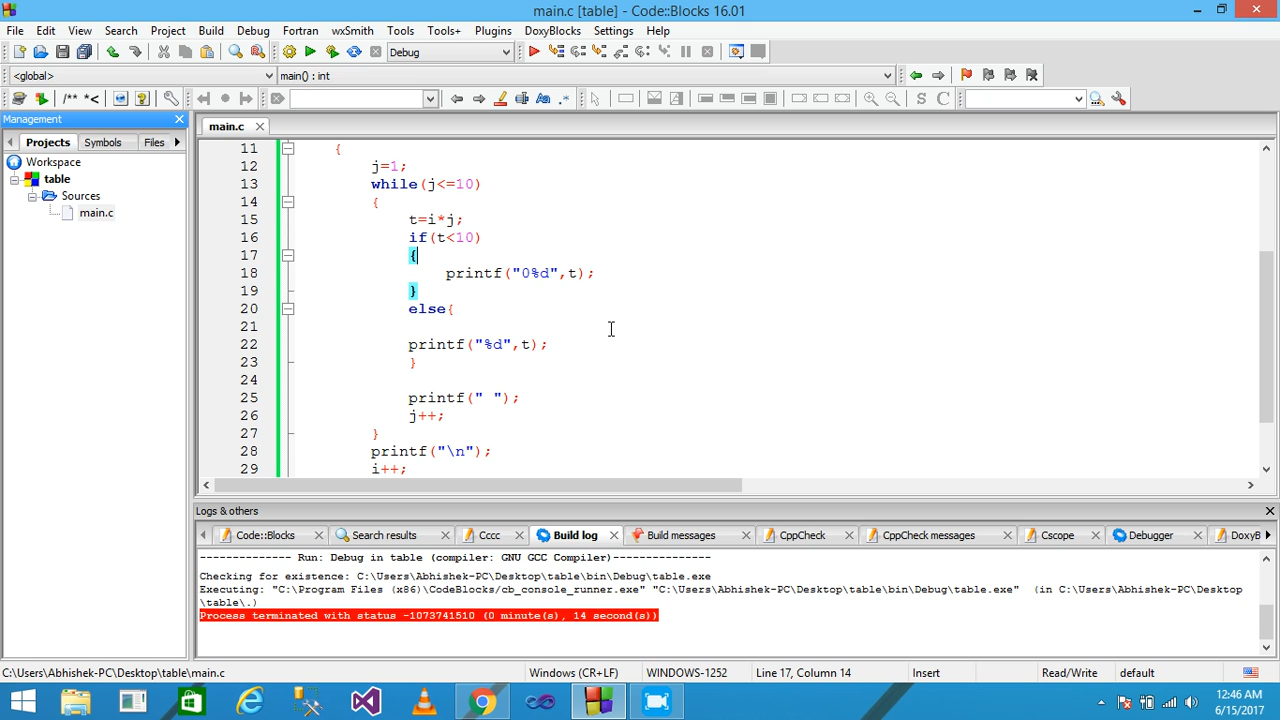 main.c [table] - Code::Blocks 16.01
File Edit View Search Project Build Debug Fortran wxSmith Tools Tools+ Plugins DoxyBlocks Settings Help
Debug
<global>
main() : int
/** *<
S C
Management
main.c
Projects Symbols Files
Workspace
table
Sources
main.c
11 {
12 j=1;
13 while(j<=10)
14 {
15 t=i*j;
16 if(t<10)
17 {
18 printf("0%d",t);
19 }
20 else{
21
22 printf("%d",t);
23 }
24
25 printf(" ");
26 j++;
27 }
28 printf("\n");
29 i++;
Logs & others
Code::Blocks Search results Cccc Build log Build messages CppCheck CppCheck messages Cscope Debugger DoxyB
-------------- Run: Debug in table (compiler: GNU GCC Compiler)---------------
Checking for existence: C:\Users\Abhishek-PC\Desktop\table\bin\Debug\table.exe
Executing: "C:\Program Files (x86)\CodeBlocks/cb_console_runner.exe" "C:\Users\Abhishek-PC\Desktop\table\bin\Debug\table.exe" (in C:\Users\Abhishek-PC\Desktop
\table\.)
Process terminated with status -1073741510 (0 minute(s), 14 second(s))
C:\Users\Abhishek-PC\Desktop\table\main.c Windows (CR+LF) WINDOWS-1252 Line 17, Column 14 Insert Read/Write default
12:46 AM
6/15/2017